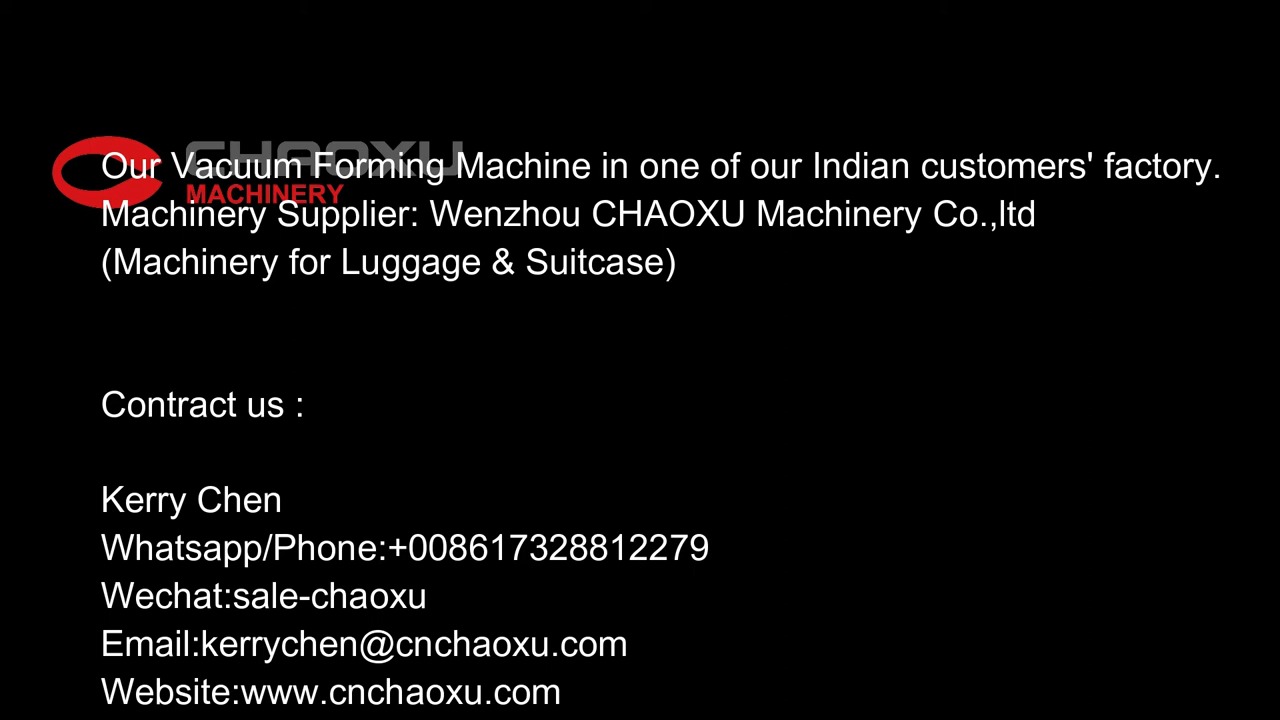 CHAOXU
MACHINERY
Our Vacuum Forming Machine in one of our Indian customers' factory.
Machinery Supplier: Wenzhou CHAOXU Machinery Co.,ltd
(Machinery for Luggage & Suitcase)
Contract us :
Kerry Chen
Whatsapp/Phone:+008617328812279
Wechat:sale-chaoxu
Email:kerrychen@cnchaoxu.com
Website:www.cnchaoxu.com